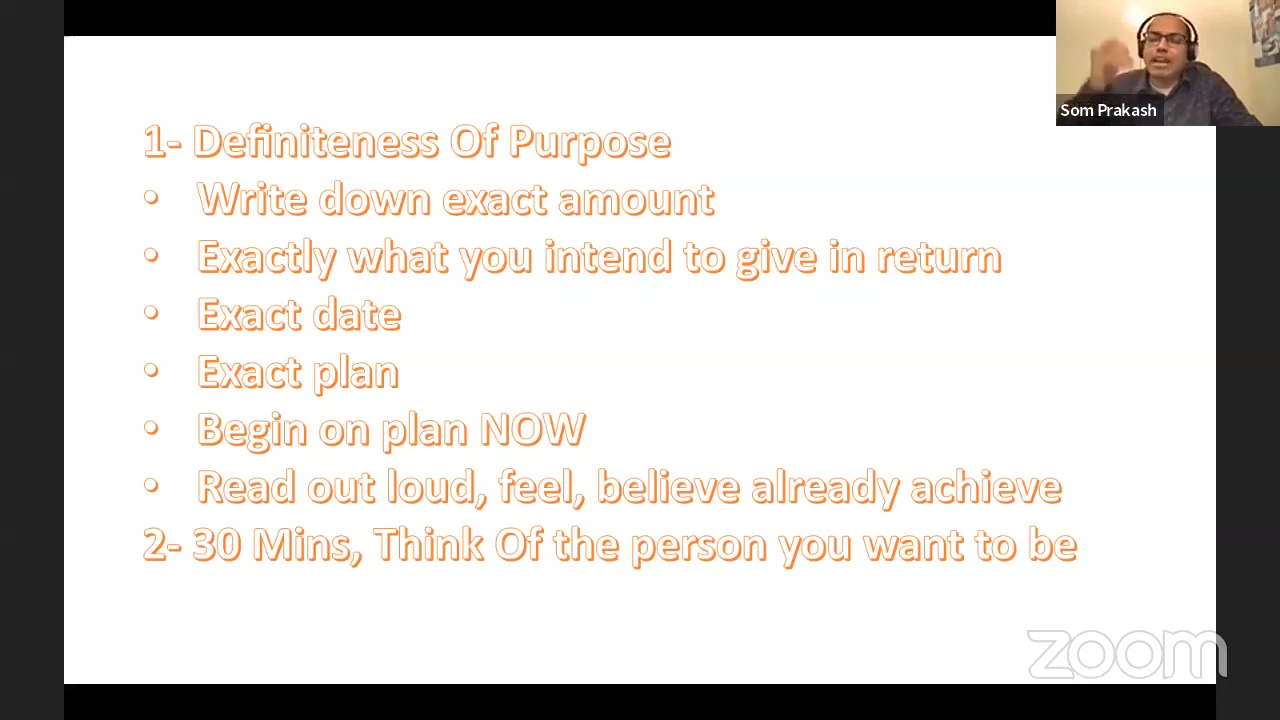 Som Prakash
1- Definiteness Of Purpose
• Write down exact amount
• Exactly what you intend to give in return
• Exact date
• Exact plan
• Begin on plan NOW
• Read out loud, feel, believe already achieve
2- 30 Mins, Think Of the person you want to be
zoom